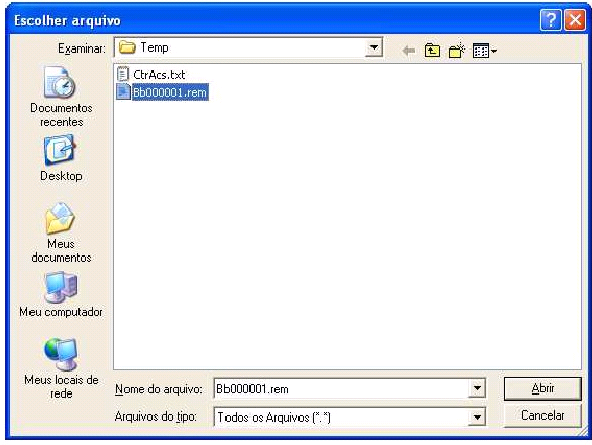 Escolher arquivo
Examinar: Temp
CtrAcs.txt
Bb000001.rem
Documentos
recentes
Desktop
Meus
documentos
Meu computador
Meus locais de
rede
Nome do arquivo: Bb000001.rem Abrir
Arquivos do tipo: Todos os Arquivos (*.*) Cancelar